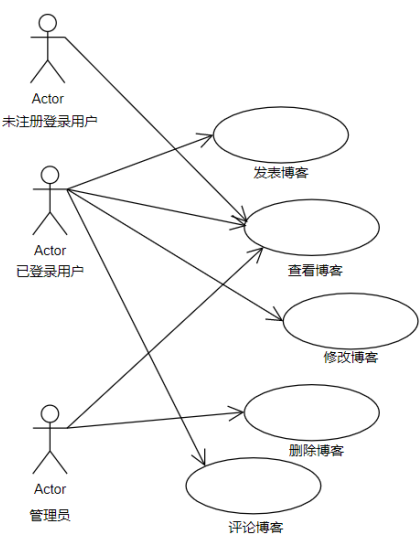 Actor
未注册登录用户
发表博客
Actor
已登录用户
查看博客
修改博客
删除博客
Actor
管理员
评论博客